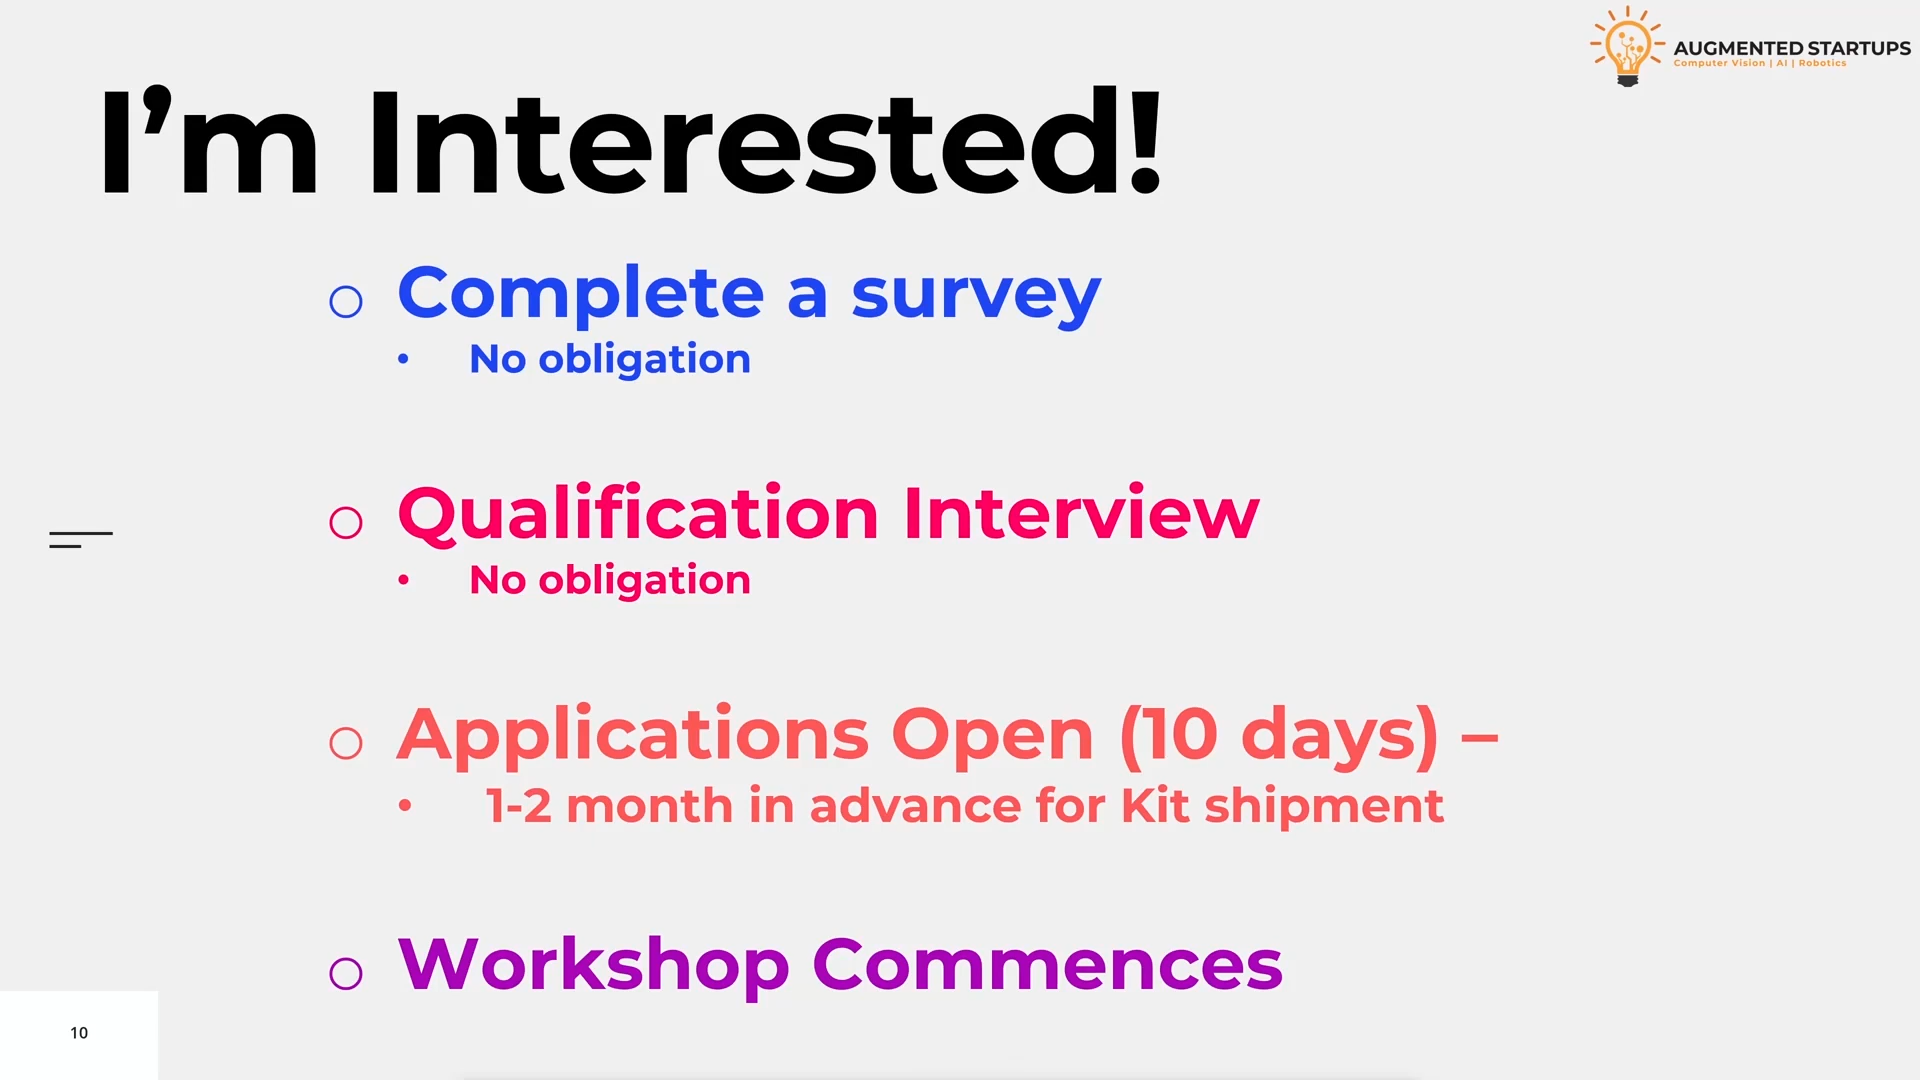 AUGMENTED STARTUPS
Computer Vision | AI | Robotics
I’m Interested!
Complete a survey
No obligation
Qualification Interview
No obligation
Applications Open (10 days) –
1-2 month in advance for Kit shipment
Workshop Commences
10